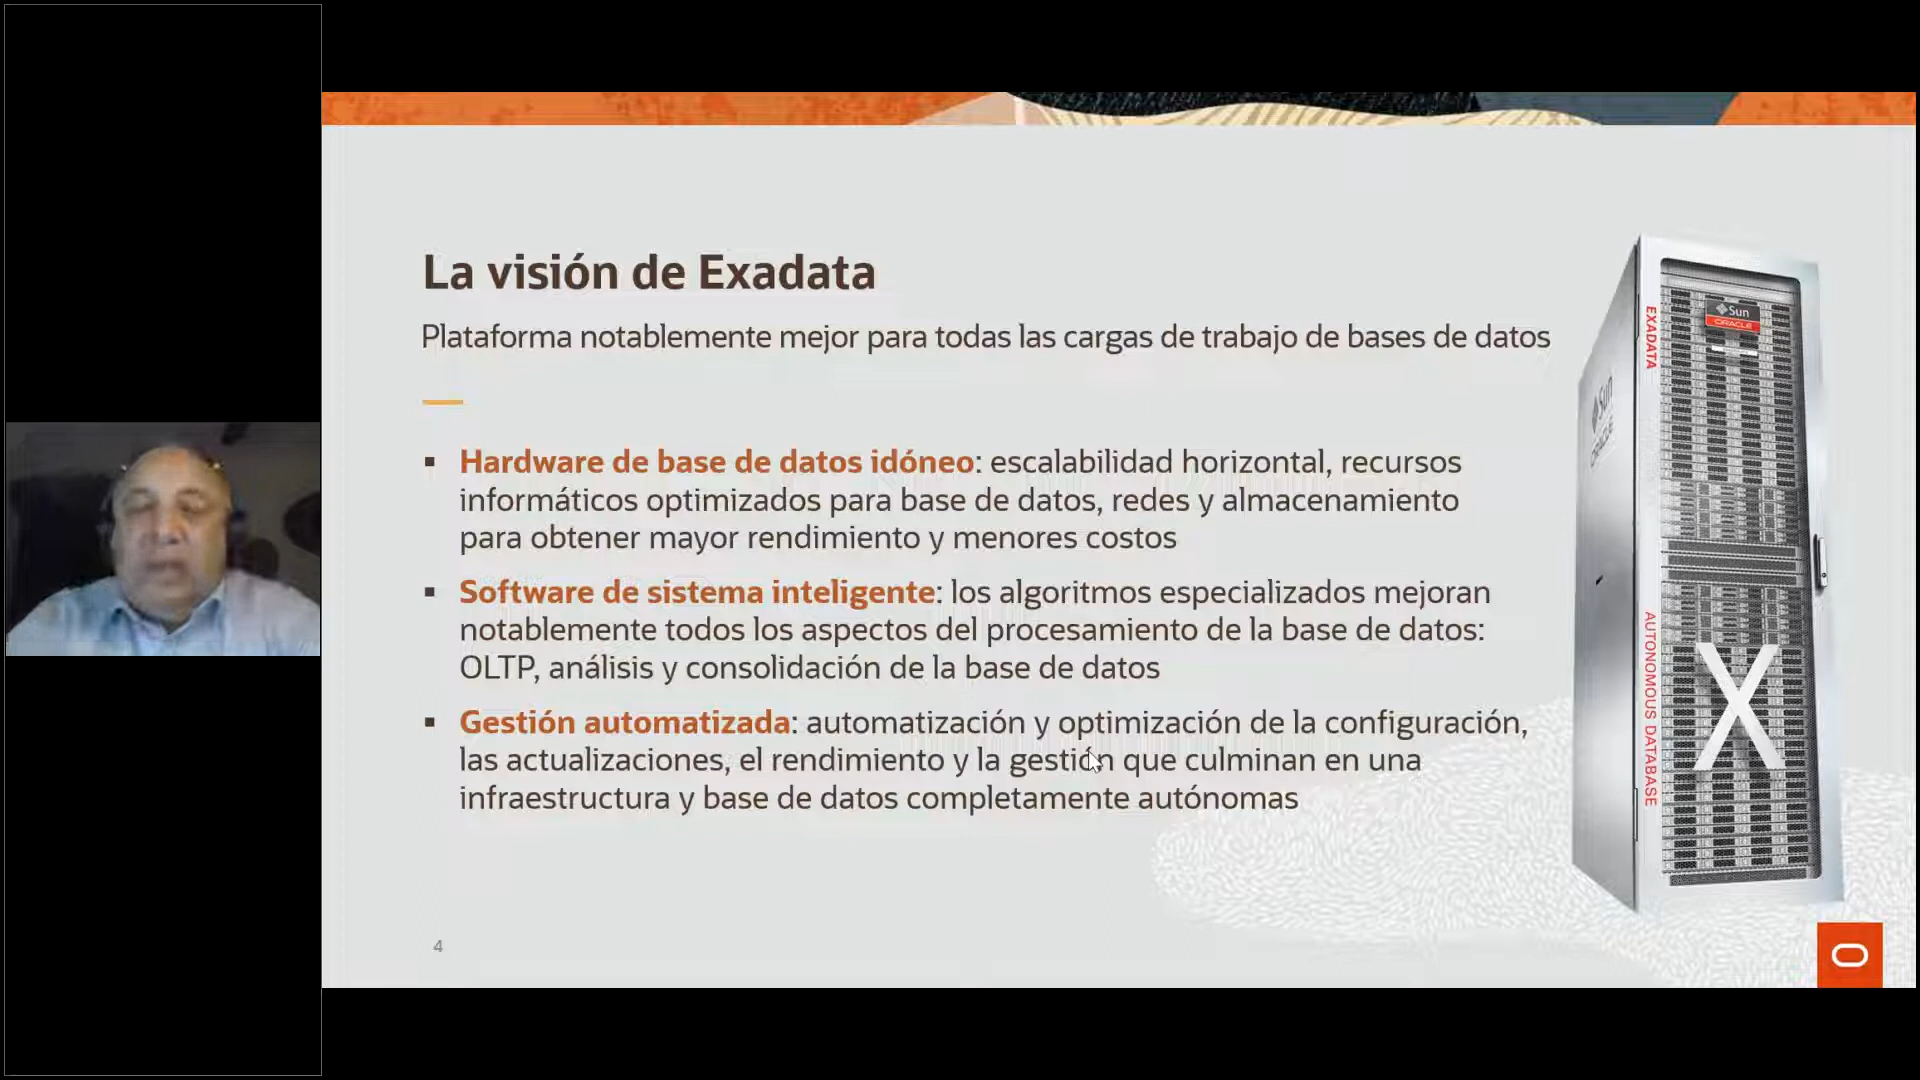 La visión de Exadata
Plataforma notablemente mejor para todas las cargas de trabajo de bases de datos
▪ Hardware de base de datos idóneo: escalabilidad horizontal, recursos
informáticos optimizados para base de datos, redes y almacenamiento
para obtener mayor rendimiento y menores costos
▪ Software de sistema inteligente: los algoritmos especializados mejoran
notablemente todos los aspectos del procesamiento de la base de datos:
OLTP, análisis y consolidación de la base de datos
▪ Gestión automatizada: automatización y optimización de la configuración,
las actualizaciones, el rendimiento y la gestión que culminan en una
infraestructura y base de datos completamente autónomas
4
Sun
ORACLE
EXADATA
Sun
ORACLE
AUTONOMOUS DATABASE
X